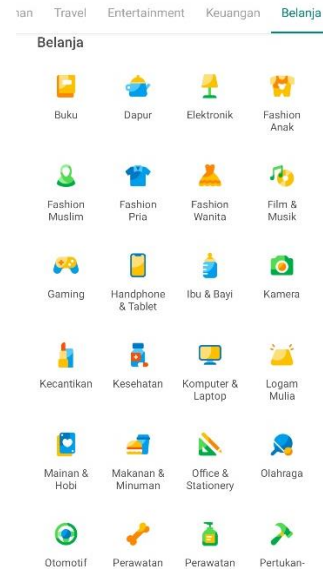 nan Travel Entertainment Keuangan Belanja
Belanja
Buku Dapur Elektronik Fashion Anak
Fashion Muslim Fashion Pria Fashion Wanita Film & Musik
Gaming Handphone & Tablet Ibu & Bayi Kamera
Kecantikan Kesehatan Komputer & Laptop Logam Mulia
Mainan & Hobi Makanan & Minuman Office & Stationery Olahraga
Otomotif Perawatan Perawatan Pertukan-